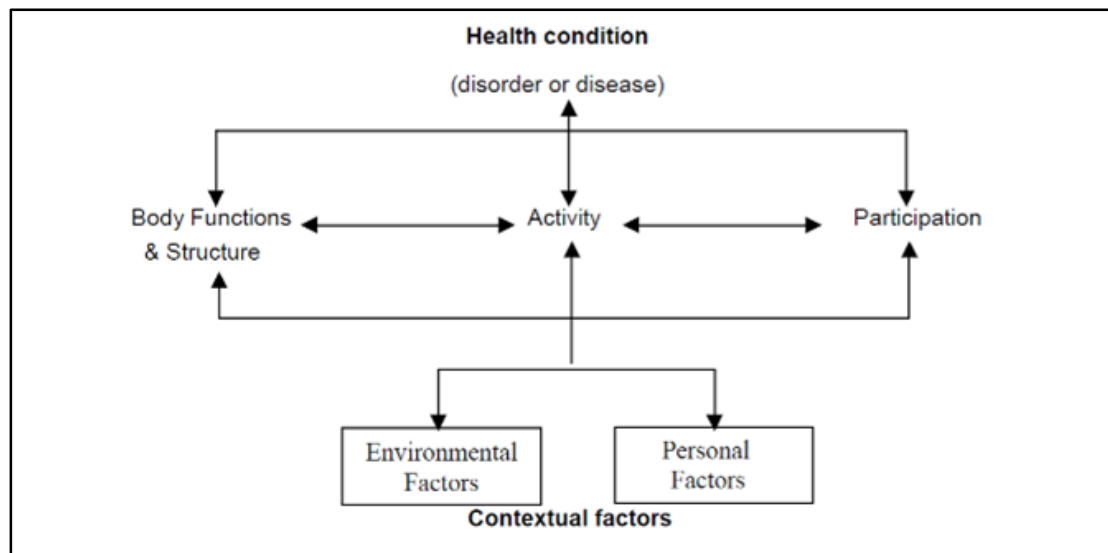 Health condition
(disorder or disease)
Body Functions
& Structure
Activity
Participation
Environmental
Factors
Personal
Factors
Contextual factors